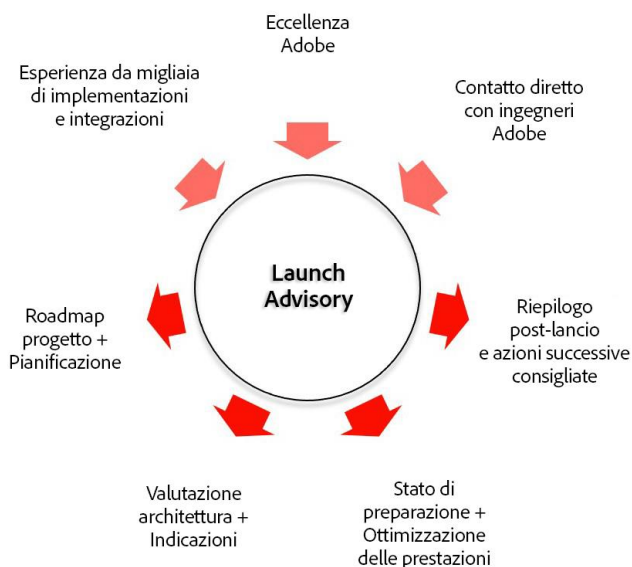 Eccellenza
Adobe
Esperienza da migliaia
di implementazioni
e integrazioni
Contatto diretto
con ingegneri
Adobe
Launch
Advisory
Roadmap
progetto +
Pianificazione
Riepilogo
post-lancio
e azioni successive
consigliate
Valutazione
architettura +
Indicazioni
Stato di
preparazione +
Ottimizzazione
delle prestazioni